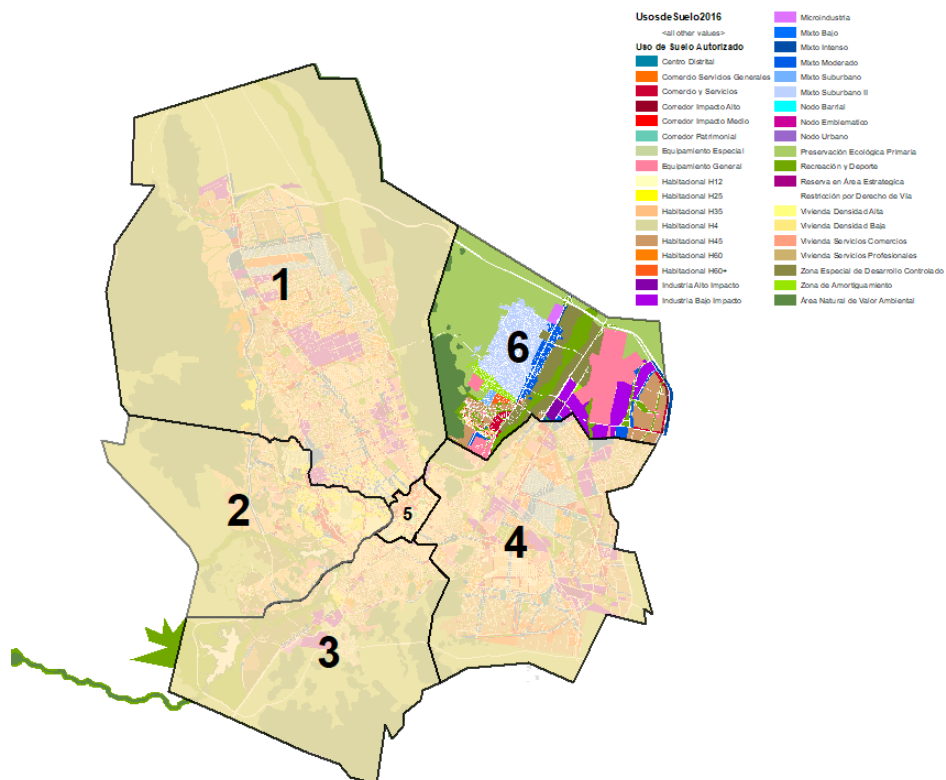 UsosdeSuelo2016
<all other values>
Uso de Suelo Autorizado
Centro Distrital
Comercio Servicios Generales
Comercio y Servicios
Corredor Impacto Alto
Corredor Impacto Medio
Corredor Patrimonial
Equipamiento Especial
Equipamiento General
Habitacional H12
Habitacional H25
Habitacional H35
Habitacional H4
Habitacional H45
Habitacional H60
Habitacional H60+
Industria Alto Impacto
Industria Bajo Impacto
Microindustria
Mixto Bajo
Mixto Intenso
Mixto Moderado
Mixto Suburbano
Mixto Suburbano II
Nodo Barrial
Nodo Emblematico
Nodo Urbano
Preservación Ecológica Primaria
Recreación y Deporte
Reserva en Área Estrategica
Restricción por Derecho de Vía
Vivienda Densidad Alta
Vivienda Densidad Baja
Vivienda Servicios Comercios
Vivienda Servicios Profesionales
Zona Especial de Desarrollo Controlado
Zona de Amortiguamiento
Área Natural de Valor Ambiental
1
6
2
5
4
3